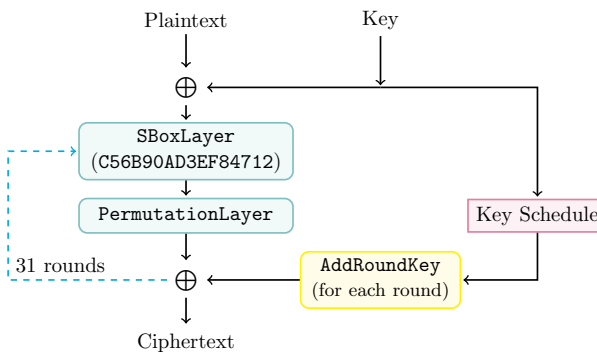 Plaintext
Key
SBoxLayer
(C56B90AD3EF84712)
PermutationLayer
Key Schedule
31 rounds
AddRoundKey
(for each round)
Ciphertext